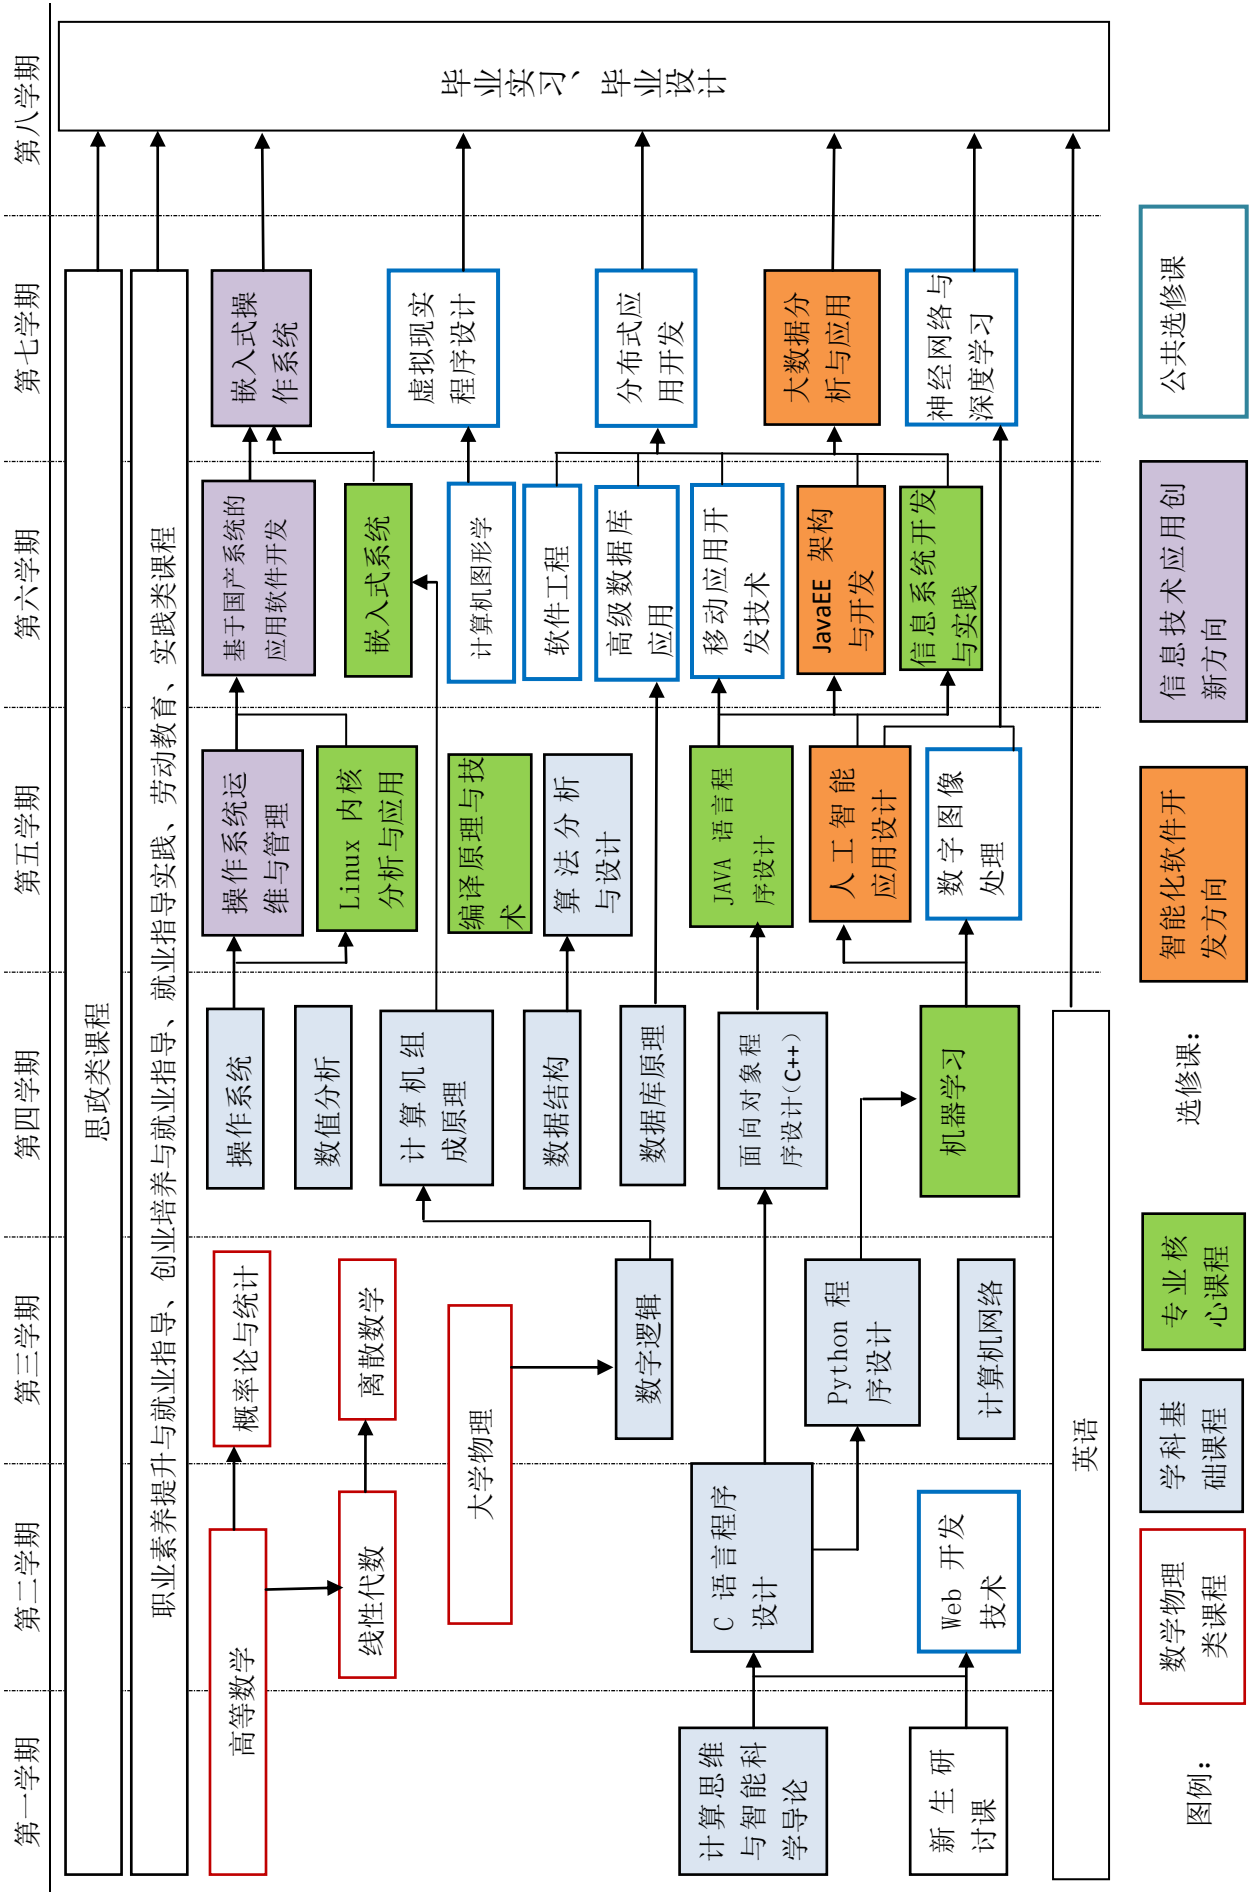 第一学期
第二学期
第三学期
第四学期
第五学期
第六学期
第七学期
第八学期
思政类课程
职业素养提升与就业指导、创业培养与就业指导、就业指导实践、劳动教育、实践类课程
毕业实习、毕业设计
高等数学
概率论与统计
线性代数
离散数学
大学物理
数字逻辑
计算思维
与智能科
学导论
新生研
讨课
C 语言程序
设计
Web 开发
技术
Python 程
序设计
计算机网络
操作系统
数值分析
计算机组
成原理
数据结构
数据库原理
面向对象程
序设计(C++)
机器学习
操作系统运
维与管理
Linux 内核
分析与应用
编译原理与技
术
算法分析
与设计
JAVA 语言程
序设计
人工智能
应用设计
数字图像
处理
基于国产系统的
应用软件开发
嵌入式系统
计算机图形学
软件工程
高级数据库
应用
移动应用开
发技术
JavaEE 架构
与开发
信息系统开发
与实践
嵌入式操
作系统
虚拟现实
程序设计
分布式应
用开发
大数据分
析与应用
神经网络与
深度学习
英语
图例:
数学物理
类课程
学科基
础课程
专业核
心课程
选修课:
智能化软件开
发方向
信息技术应用创
新方向
公共选修课